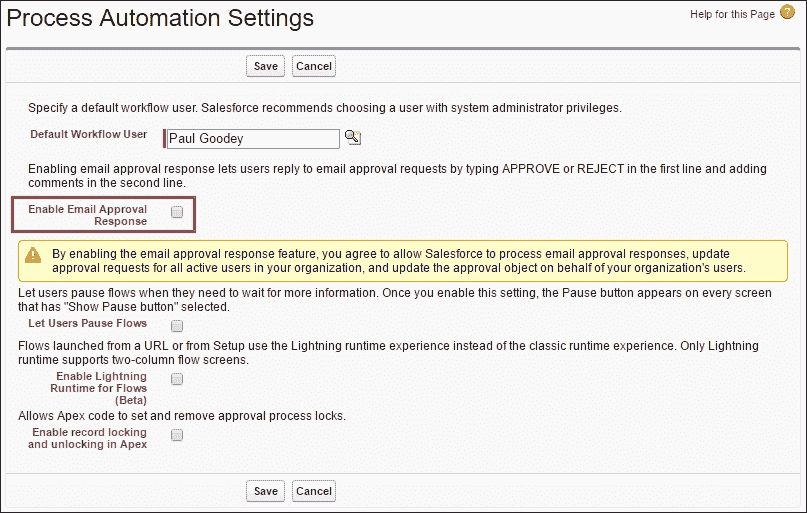 Process Automation Settings
Help for this Page ?
Save Cancel
Specify a default workflow user. Salesforce recommends choosing a user with system administrator privileges.
Default Workflow User Paul Goodey
Enabling email approval response lets users reply to email approval requests by typing APPROVE or REJECT in the first line and adding
comments in the second line.
Enable Email Approval
Response
By enabling the email approval response feature, you agree to allow Salesforce to process email approval responses, update
approval requests for all active users in your organization, and update the approval object on behalf of your organization's users.
Let users pause flows when they need to wait for more information. Once you enable this setting, the Pause button appears on every screen
that has "Show Pause button" selected.
Let Users Pause Flows
Flows launched from a URL or from Setup use the Lightning runtime experience instead of the classic runtime experience. Only Lightning
runtime supports two-column flow screens.
Enable Lightning
Runtime for Flows
(Beta)
Allows Apex code to set and remove approval process locks.
Enable record locking
and unlocking in Apex
Save Cancel